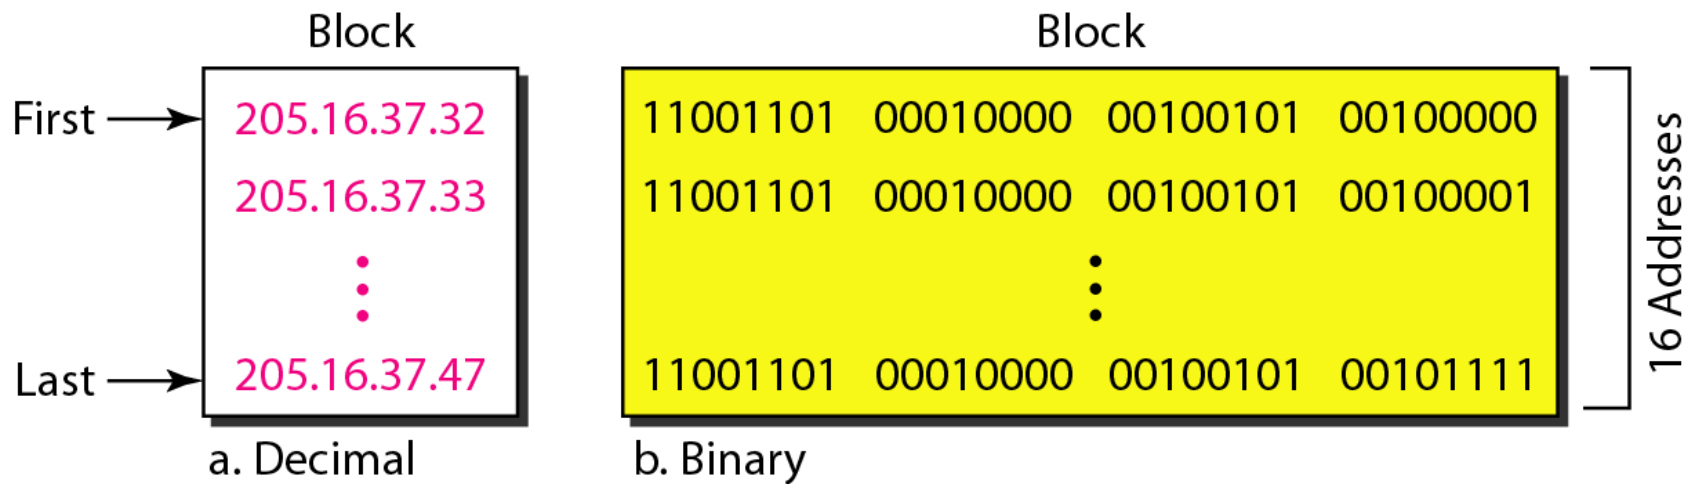 Block
Block
First
205.16.37.32
11001101 00010000 00100101 00100000
205.16.37.33
11001101 00010000 00100101 00100001
Last
205.16.37.47
11001101 00010000 00100101 00101111
16 Addresses
a. Decimal
b. Binary